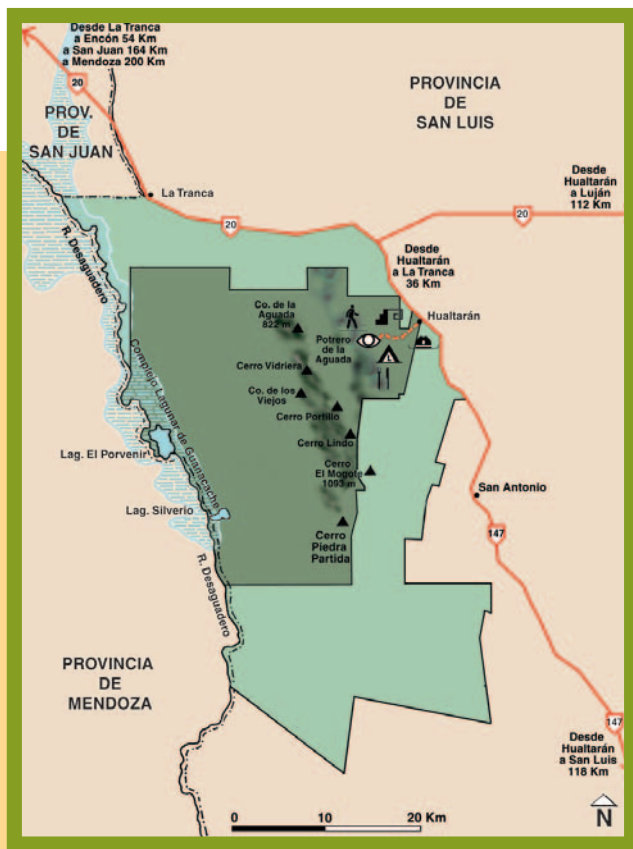 Desde La Tranca
a Encón 54 Km
a San Juan 164 Km
a Mendoza 200 Km
20
PROVINCIA
DE
SAN LUIS
PROV.
DE
SAN JUAN
Desde
Hualtarán
a Luján
112 Km
La Tranca
20
20
R. Desaguadero
Desde
Hualtarán
a La Tranca
36 Km
Co. de la
Aguada
822 m
Hualtarán
Potrero
de la
Aguada
Cerro Vidriera
Co. de los
Viejos
Cerro Portillo
Complejo Lagunar de Guanacache
Cerro Lindo
Lag. El Porvenir
Cerro
El Mogote
1093 m
San Antonio
Lag. Silverio
Cerro
Piedra
Partida
147
R. Desaguadero
PROVINCIA
DE
MENDOZA
147
Desde
Hualtarán
a San Luis
118 Km
0 10 20 Km
N